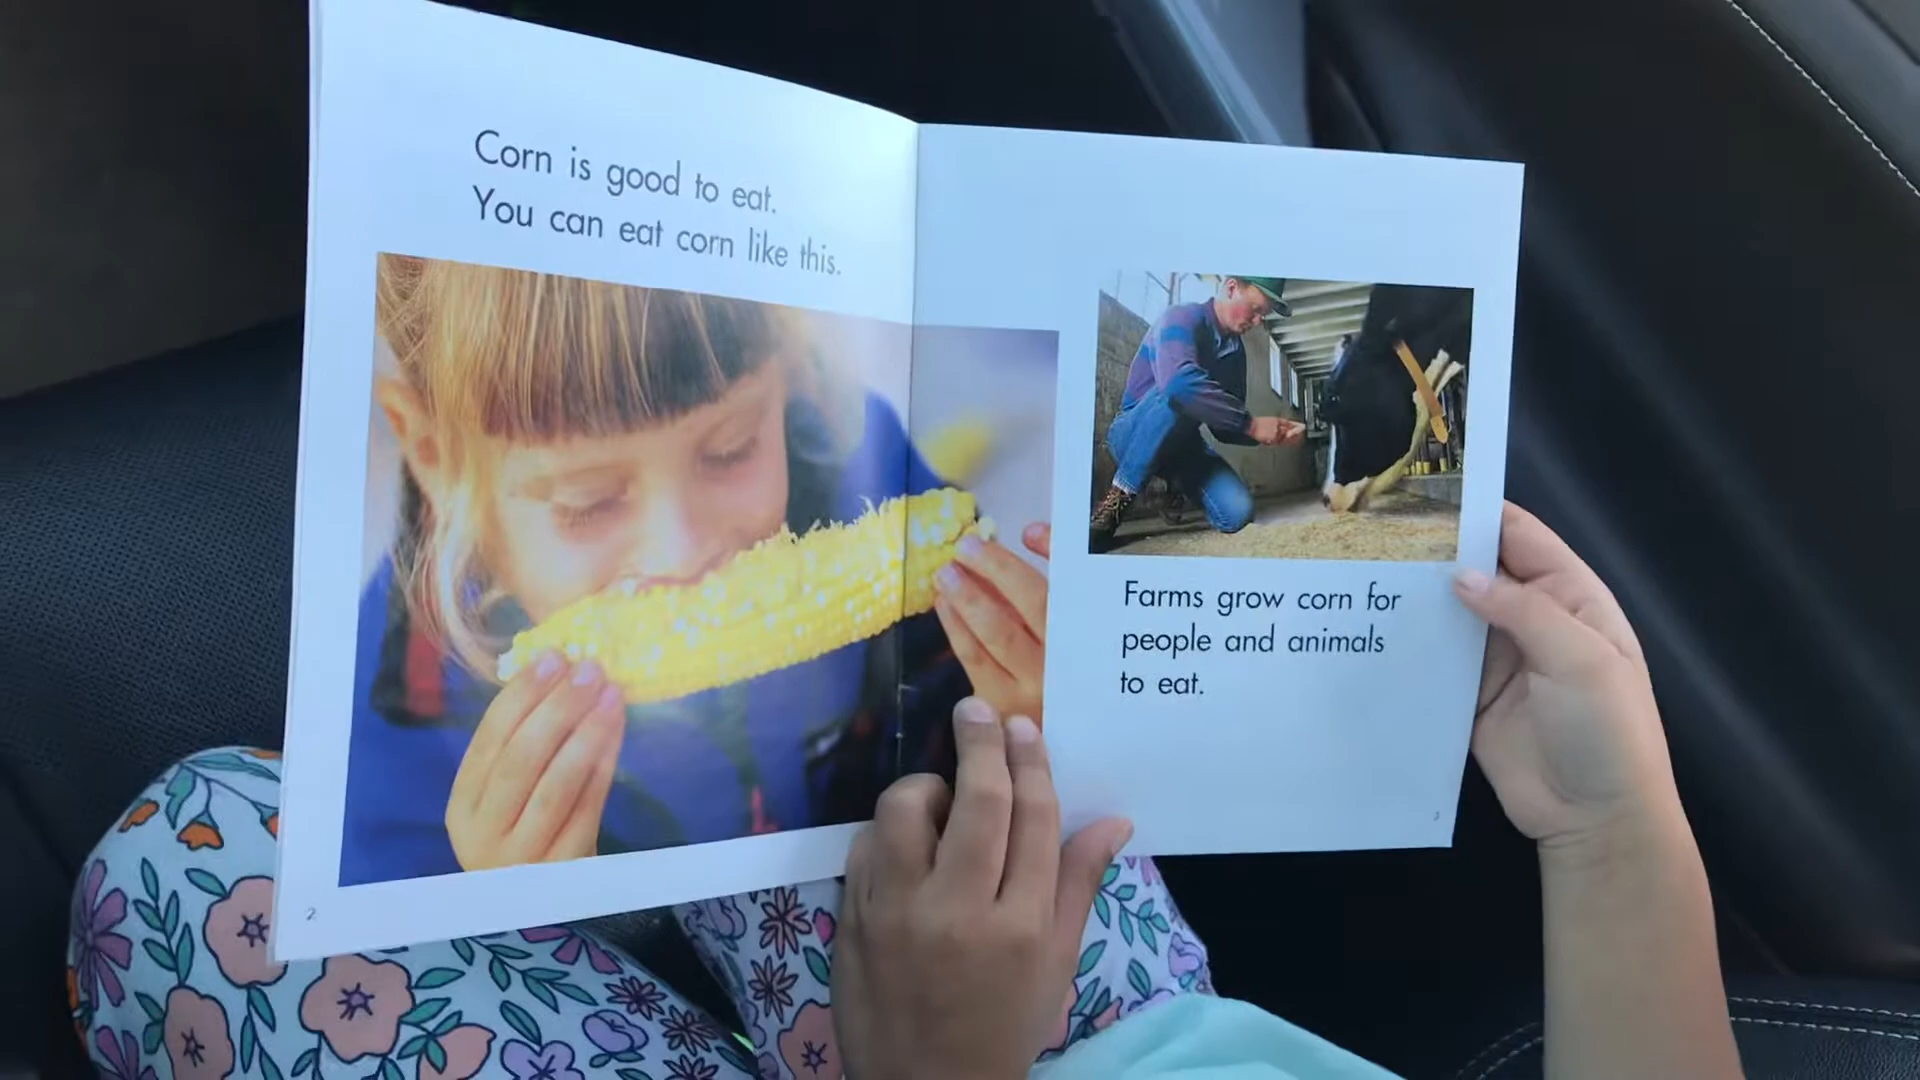 Corn is good to eat.
You can eat corn like this.
2
Farms grow corn for
people and animals
to eat.
3